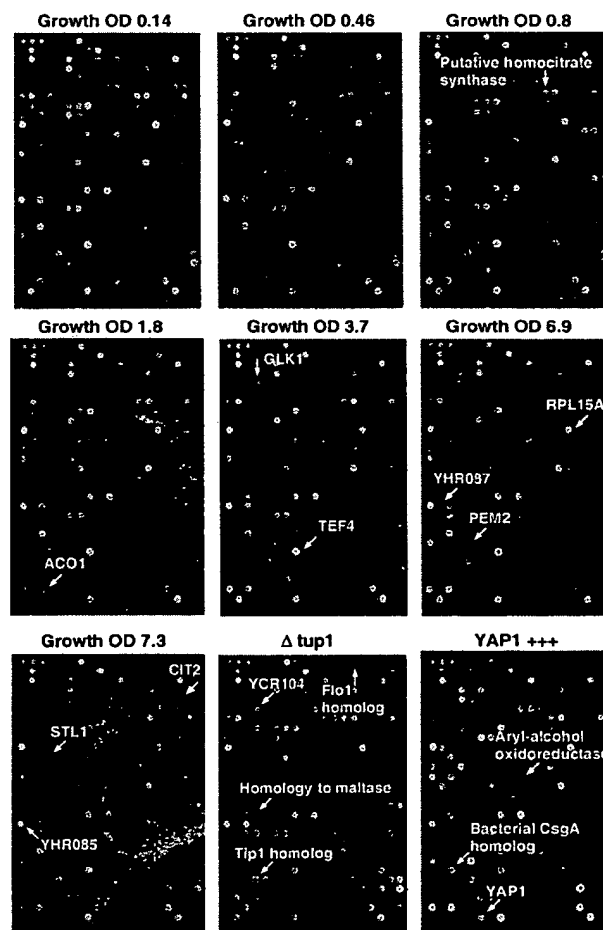 Growth OD 0.14
Growth OD 0.46
Growth OD 0.8
Putative homocitrate
synthase
Growth OD 1.8
Growth OD 3.7
Growth OD 6.9
GLK1
RPL15A
YHR087
PEM2
TEF4
ACO1
Growth OD 7.3
Δ tup1
YAP1 +++
CIT2
YCR104
Flo1
homolog
STL1
Aryl-alcohol
oxidoreductase
Homology to maltase
YHR085
Tip1 homolog
Bacterial CsgA
homolog
YAP1